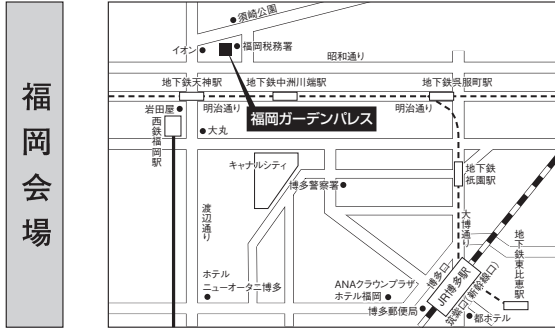 福岡会場
須崎公園
イオン
福岡税務署
昭和通り
地下鉄天神駅
地下鉄中洲川端駅
地下鉄呉服町駅
岩田屋
明治通り
福岡ガーデンパレス
明治通り
西鉄福岡駅
大丸
キャナルシティ
地下鉄
祇園駅
博多警察署
渡辺通り
大博通り
地下鉄東比恵駅
ホテル
ニューオータニ博多
ANAクラウンプラザ
ホテル福岡
博多郵便局
博多口
JR博多駅
筑紫口(新幹線口)
都ホテル